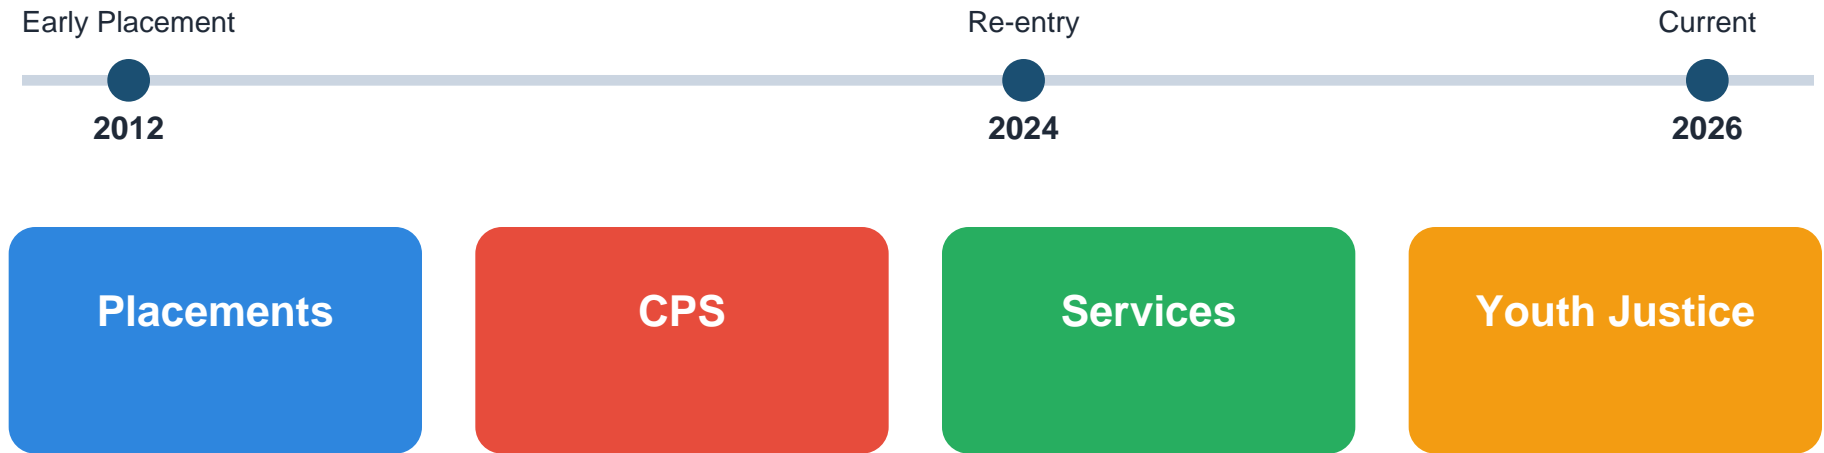 Early Placement
Re-entry
Current
2012
2024
2026
Placements
CPS
Services
Youth Justice